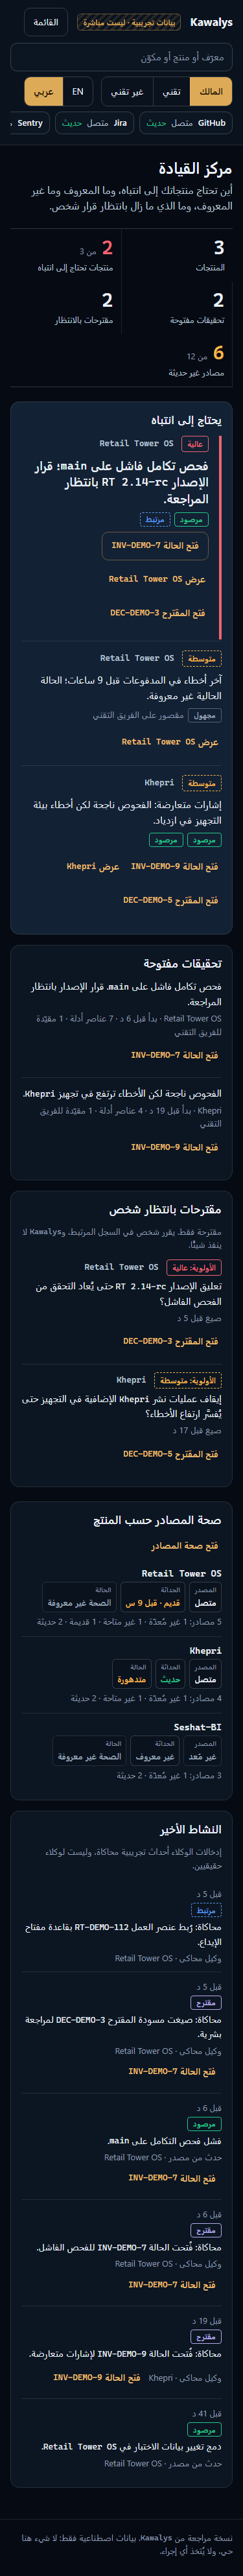 Kawalys
بيانات تجريبية · ليست مباشرة
القائمة
معرّف أو منتج أو مكوّن
المالك
تقني
غير تقني
EN
عربي
GitHub متصل حديث
Jira متصل حديث
Sentry
مركز القيادة
أين تحتاج منتجاتك إلى انتباه، وما المعروف وما غير
المعروف، وما الذي ما زال بانتظار قرار شخص.
3
المنتجات
2 من 3
منتجات تحتاج إلى انتباه
2
تحقيقات مفتوحة
2
مقترحات بالانتظار
6 من 12
مصادر غير حديثة
يحتاج إلى انتباه
عالية Retail Tower OS
فحص تكامل فاشل على main؛ قرار
الإصدار RT 2.14-rc بانتظار
المراجعة.
مرصود مرتبط
فتح الحالة INV-DEMO-7
عرض Retail Tower OS
فتح المقترح DEC-DEMO-3
متوسطة Retail Tower OS
آخر أخطاء في المدفوعات قبل 9 ساعات؛ الحالة
الحالية غير معروفة.
مجهول مقصور على الفريق التقني
عرض Retail Tower OS
متوسطة Khepri
إشارات متعارضة: الفحوص ناجحة لكن أخطاء بيئة
التجهيز في ازدياد.
مرصود مرصود
فتح الحالة INV-DEMO-9 عرض Khepri
فتح المقترح DEC-DEMO-5
تحقيقات مفتوحة
فحص تكامل فاشل على main. قرار الإصدار بانتظار
المراجعة.
Retail Tower OS · بدأ قبل 6 د · 7 عناصر أدلة · 1 مقيّدة
للفريق التقني
فتح الحالة INV-DEMO-7
الفحوص ناجحة لكن الأخطاء ترتفع في تجهيز Khepri.
Khepri · بدأ قبل 19 د · 4 عناصر أدلة · 1 مقيّدة للفريق
التقني
فتح الحالة INV-DEMO-9
مقترحات بانتظار شخص
مقترحة فقط. يقرر شخص في السجل المرتبط، وKawalys لا
ينفذ شيئًا.
الأولوية: عالية Retail Tower OS
تعليق الإصدار RT 2.14-rc حتى يُعاد التحقق من
الفحص الفاشل؟
صيغ قبل 5 د
فتح المقترح DEC-DEMO-3
الأولوية: متوسطة Khepri
إيقاف عمليات نشر Khepri الإضافية في التجهيز حتى
يُفسَّر ارتفاع الأخطاء؟
صيغ قبل 17 د
فتح المقترح DEC-DEMO-5
صحة المصادر حسب المنتج
فتح صحة المصادر
Retail Tower OS
المصدر
متصل
الحداثة
قديم · قبل 9 س
الحالة
الصحة غير معروفة
5 مصادر: 1 غير مُعدّة · 1 غير متاحة · 1 قديمة · 2 حديثة
Khepri
المصدر
متصل
الحداثة
حديث
الحالة
متدهورة
4 مصادر: 1 غير مُعدّة · 1 غير متاحة · 2 حديثة
Seshat-BI
المصدر
غير مُعد
الحداثة
غير معروف
الحالة
الصحة غير معروفة
3 مصادر: 1 غير مُعدّة · 2 حديثة
النشاط الأخير
إدخالات الوكلاء أحداث تجريبية محاكاة، وليست لوكلاء
حقيقيين.
قبل 5 د
مرتبط
محاكاة: رُبط عنصر العمل RT-DEMO-112 بقاعدة مفتاح
الإيداع.
وكيل محاكى · Retail Tower OS
قبل 5 د
مقترح
محاكاة: صيغت مسودة المقترح DEC-DEMO-3 لمراجعة
بشرية.
وكيل محاكى · Retail Tower OS
فتح الحالة INV-DEMO-7
قبل 6 د
مرصود
فشل فحص التكامل على main.
حدث من مصدر · Retail Tower OS
فتح الحالة INV-DEMO-7
قبل 6 د
مقترح
محاكاة: فُتحت الحالة INV-DEMO-7 للفحص الفاشل.
وكيل محاكى · Retail Tower OS
فتح الحالة INV-DEMO-7
قبل 19 د
مقترح
محاكاة: فُتحت الحالة INV-DEMO-9 لإشارات متعارضة.
وكيل محاكى · Khepri فتح الحالة INV-DEMO-9
قبل 41 د
مرصود
دمج تغيير بيانات الاختبار في Retail Tower OS.
حدث من مصدر · Retail Tower OS
نسخة مراجعة من Kawalys. بيانات اصطناعية فقط؛ لا شيء هنا
حي، ولا يُتخذ أي إجراء.